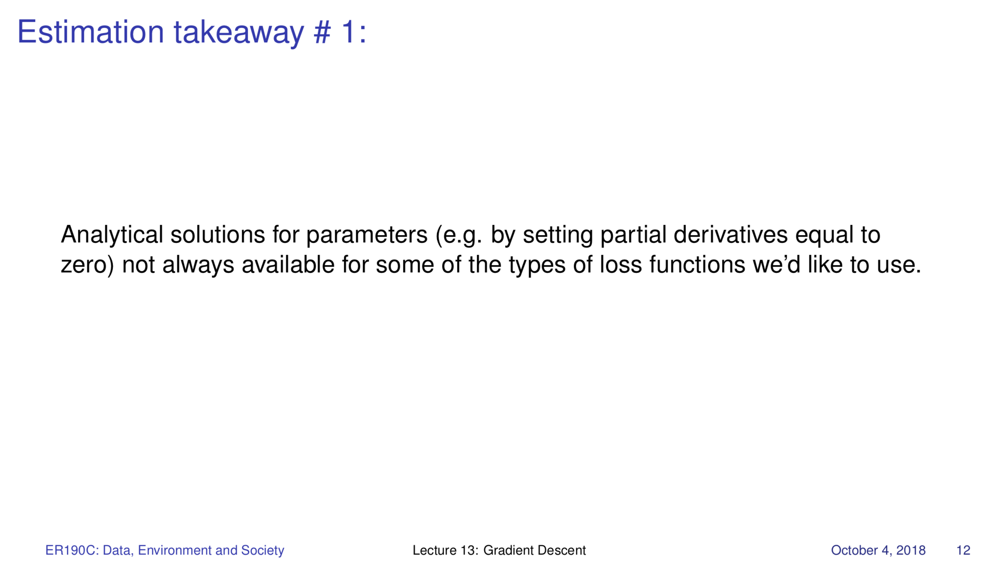 Estimation takeaway # 1:
Analytical solutions for parameters (e.g. by setting partial derivatives equal to
zero) not always available for some of the types of loss functions we’d like to use.
ER190C: Data, Environment and Society Lecture 13: Gradient Descent October 4, 2018 12